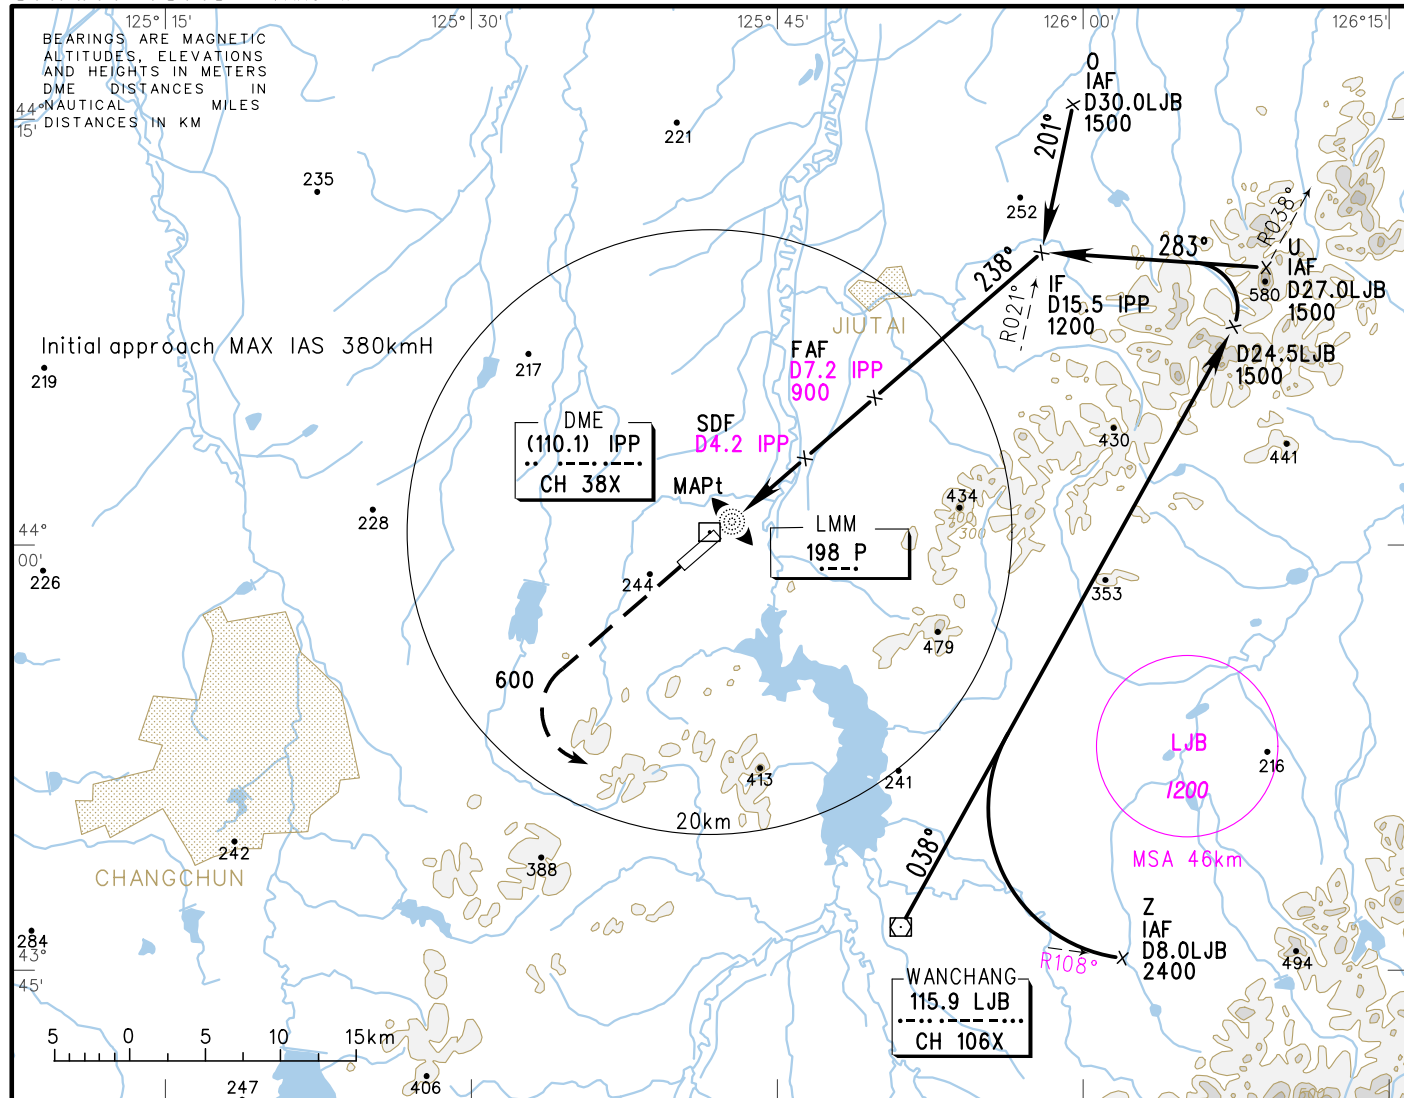 125°15'
125°30'
125°45'
126°00'
126°15'
BEARINGS ARE MAGNETIC
ALTITUDES, ELEVATIONS
AND HEIGHTS IN METERS
DME DISTANCES IN
NAUTICAL MILES
DISTANCES IN KM
44°
15'
O
IAF
D30.0LJB
1500
201°
221
235
252
R038°
U
IAF
D27.0LJB
1500
580
283°
238°
IF
D15.5 IPP
1200
R021°
JIUTAI
D24.5LJB
1500
Initial approach MAX IAS 380kmH
219
217
FAF
D7.2 IPP
900
SDF
D4.2 IPP
DME
(110.1) IPP
CH 38X
430
441
MAPt
434
400
300
228
LMM
198 P
44°
00'
226
244
353
479
600
LJB
1200
216
MSA 46km
413
241
20km
038°
242
CHANGCHUN
388
284
43°
45'
Z
IAF
D8.0LJB
2400
R108°
494
WANCHANG
115.9 LJB
CH 106X
5 0 5 10 15km
247
406